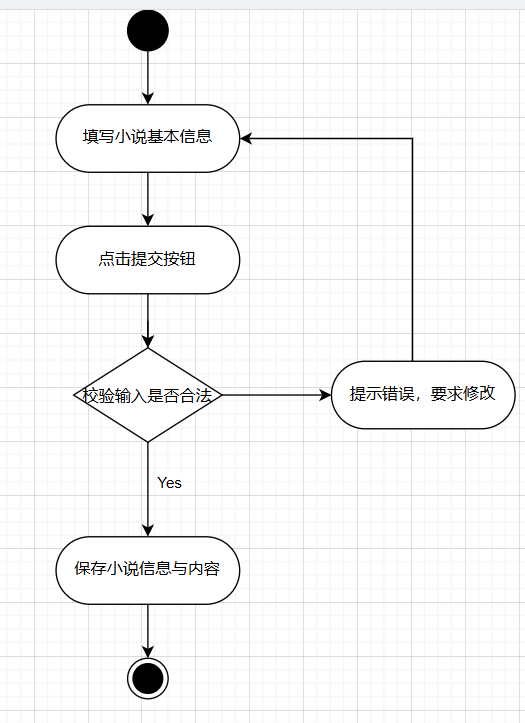 填写小说基本信息
点击提交按钮
校验输入是否合法
提示错误，要求修改
Yes
保存小说信息与内容